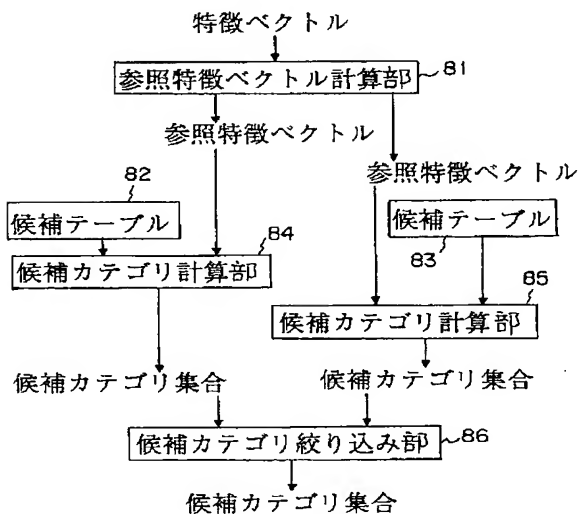 特徴ベクトル
参照特徴ベクトル計算部
81
参照特徴ベクトル
参照特徴ベクトル
82
候補テーブル
候補テーブル
83
84
候補カテゴリ計算部
85
候補カテゴリ計算部
候補カテゴリ集合
候補カテゴリ集合
候補カテゴリ絞り込み部
86
候補カテゴリ集合